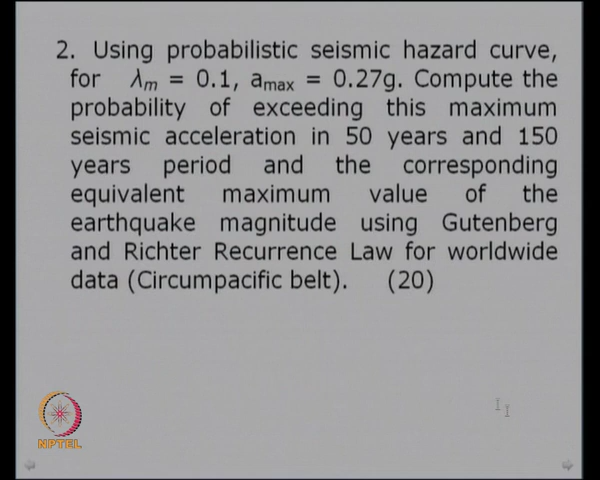 2. Using probabilistic seismic hazard curve,
for λm = 0.1, amax = 0.27g. Compute the
probability of exceeding this maximum
seismic acceleration in 50 years and 150
years period and the corresponding
equivalent maximum value of the
earthquake magnitude using Gutenberg
and Richter Recurrence Law for worldwide
data (Circumpacific belt). (20)
NPTEL